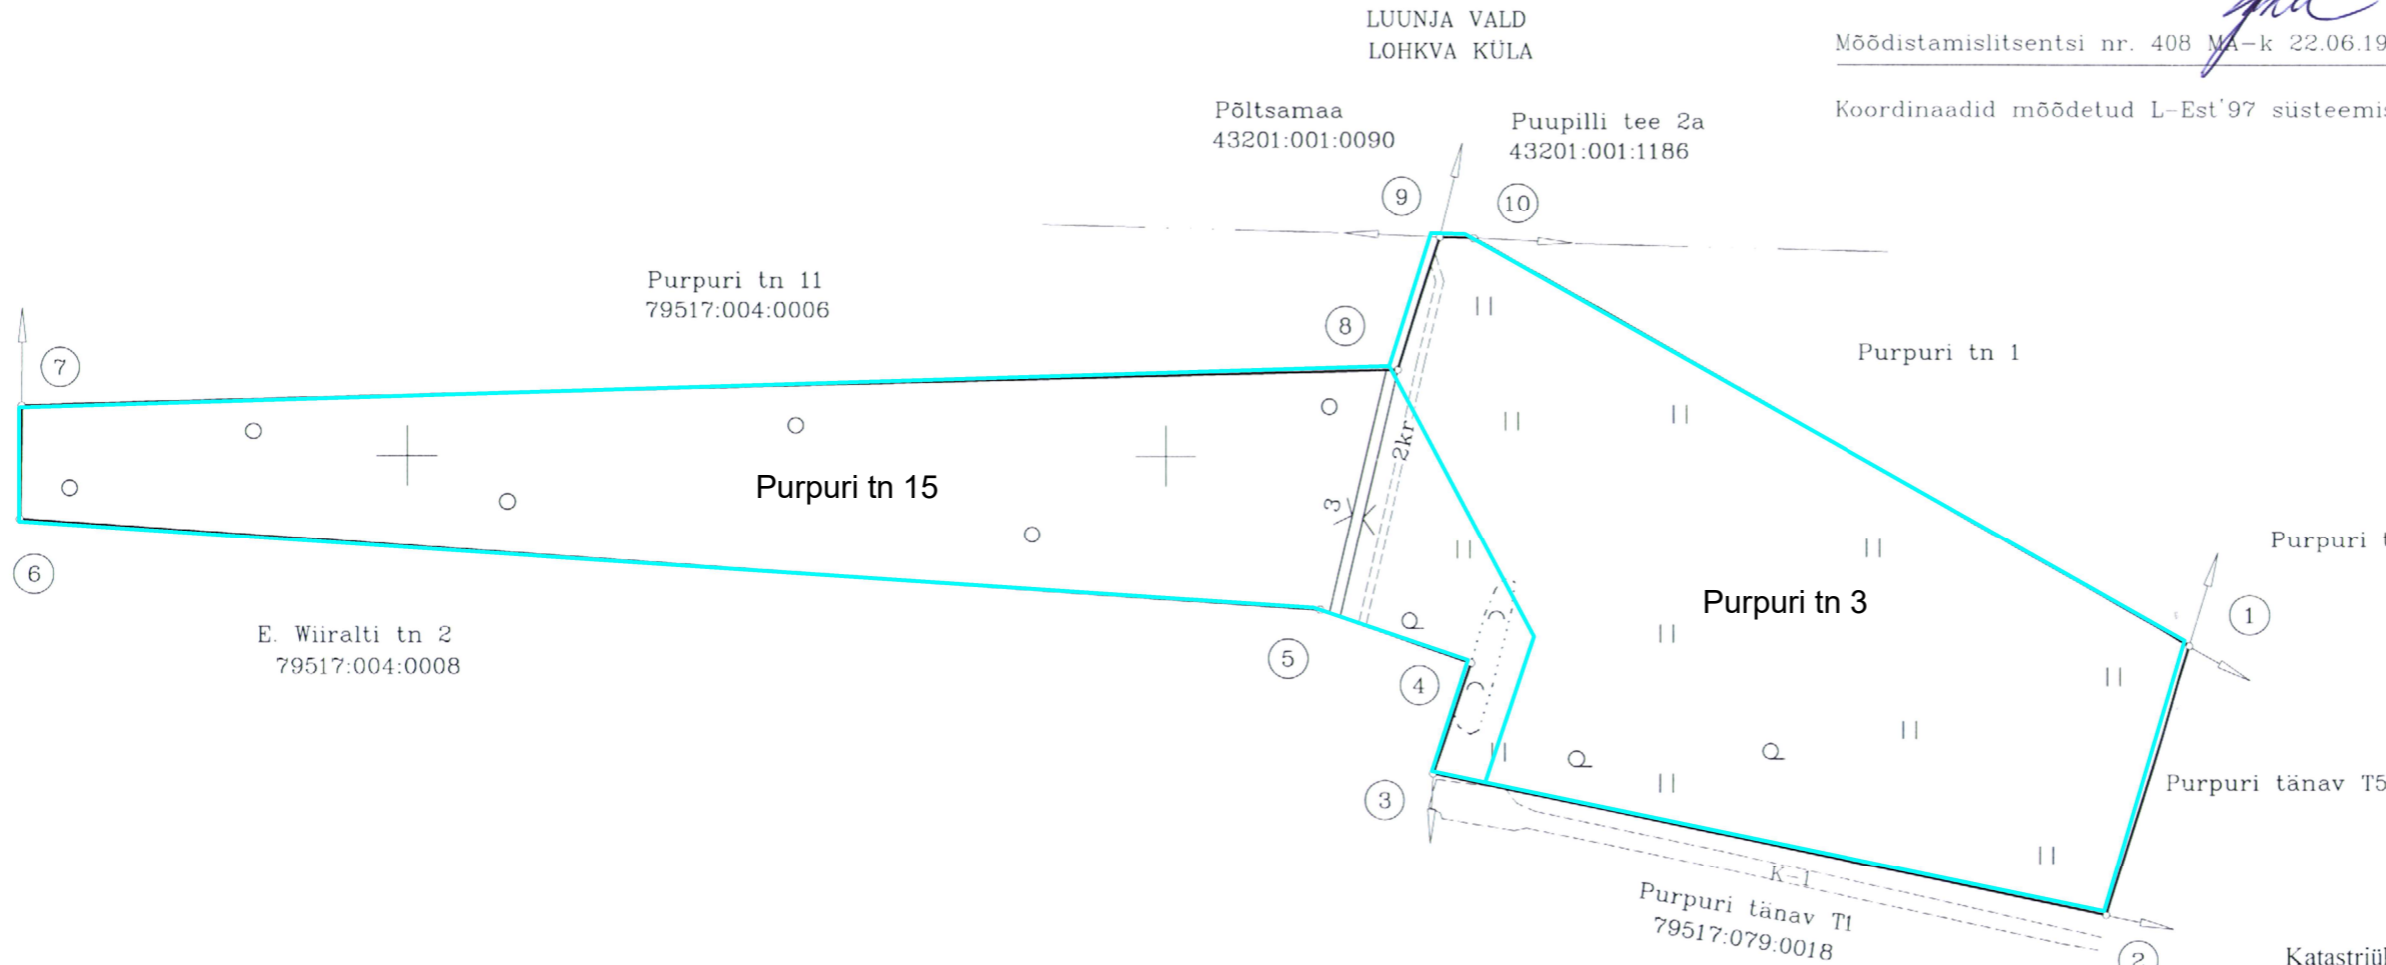 LUUNJA VALD
LOHKVA KÜLA
Mõõdistamislitsentsi nr. 408 MA-k 22.06.19
Koordinaadid mõõdetud L-Est'97 süsteemis
Põltsamaa
43201:001:0090
Puupilli tee 2a
43201:001:1186
9
10
Purpuri tn 11
79517:004:0006
8
7
Purpuri tn 1
2kr
Purpuri tn 15
3
Purpuri t
6
Purpuri tn 3
1
E. Wiiralti tn 2
79517:004:0008
5
4
Purpuri tänav T5
3
K-1
Purpuri tänav T1
79517:079:0018
2